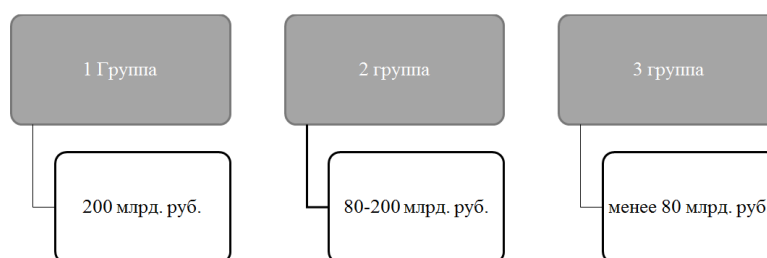 1 Группа
2 группа
3 группа
200 млрд. руб.
80-200 млрд. руб.
менее 80 млрд. руб